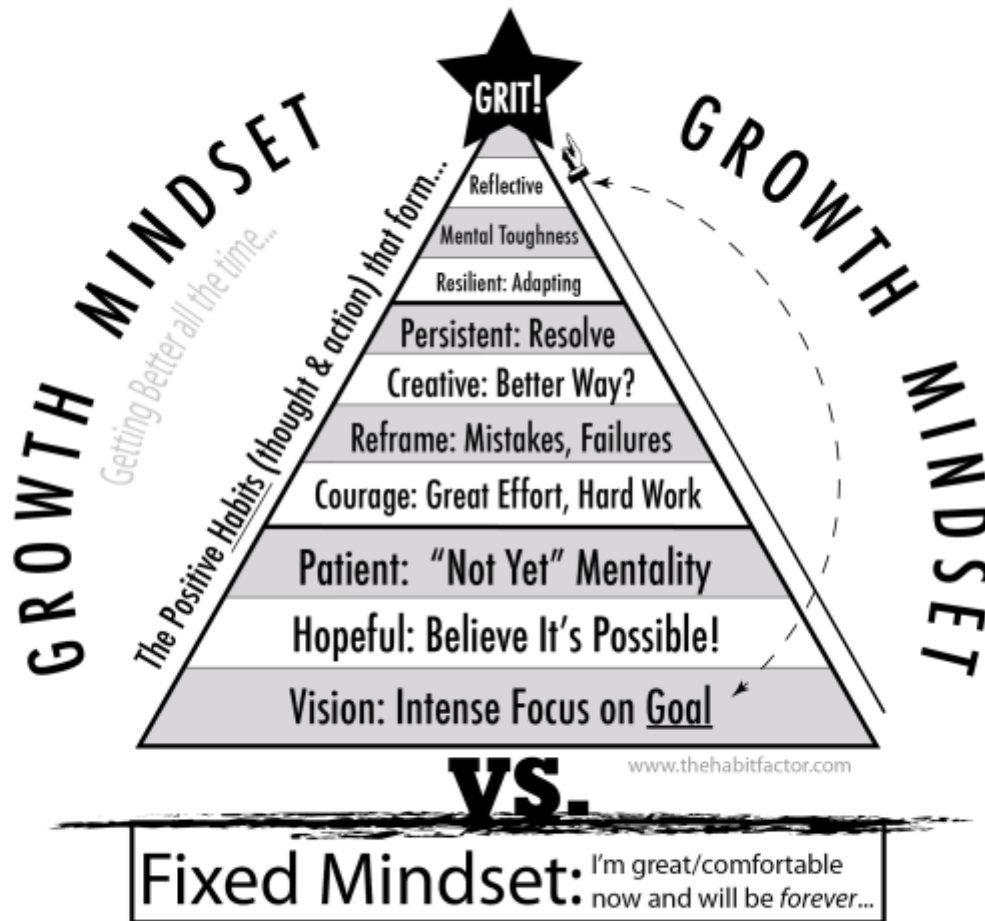 GRIT!
GROWTH MINDSET
GROWTH MINDSET
Getting Better all the time...
The Positive Habits (thought & action) that form...
Reflective
Mental Toughness
Resilient: Adapting
Persistent: Resolve
Creative: Better Way?
Reframe: Mistakes, Failures
Courage: Great Effort, Hard Work
Patient: “Not Yet” Mentality
Hopeful: Believe It’s Possible!
Vision: Intense Focus on Goal
www.thehabitfactor.com
vs.
Fixed Mindset: I’m great/comfortable
now and will be forever...